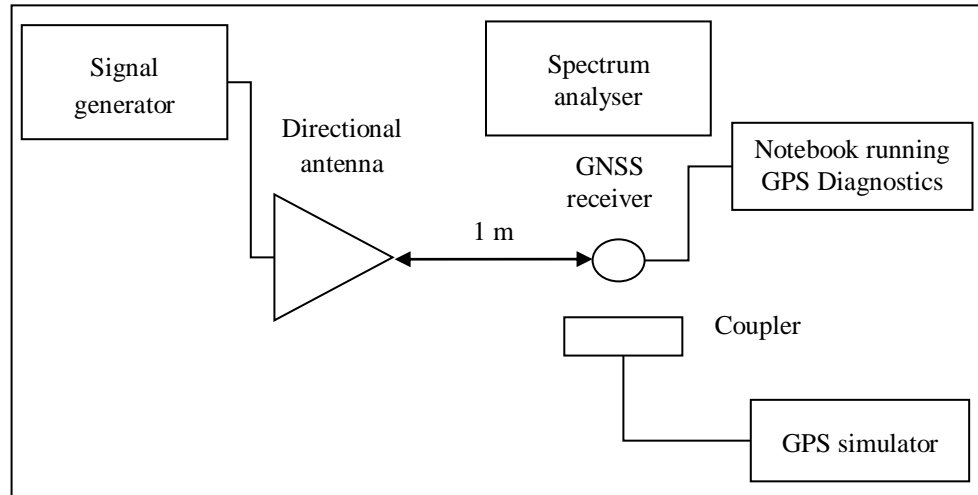 Signal
generator
Spectrum
analyser
Directional
antenna
GNSS
receiver
Notebook running
GPS Diagnostics
1 m
Coupler
GPS simulator